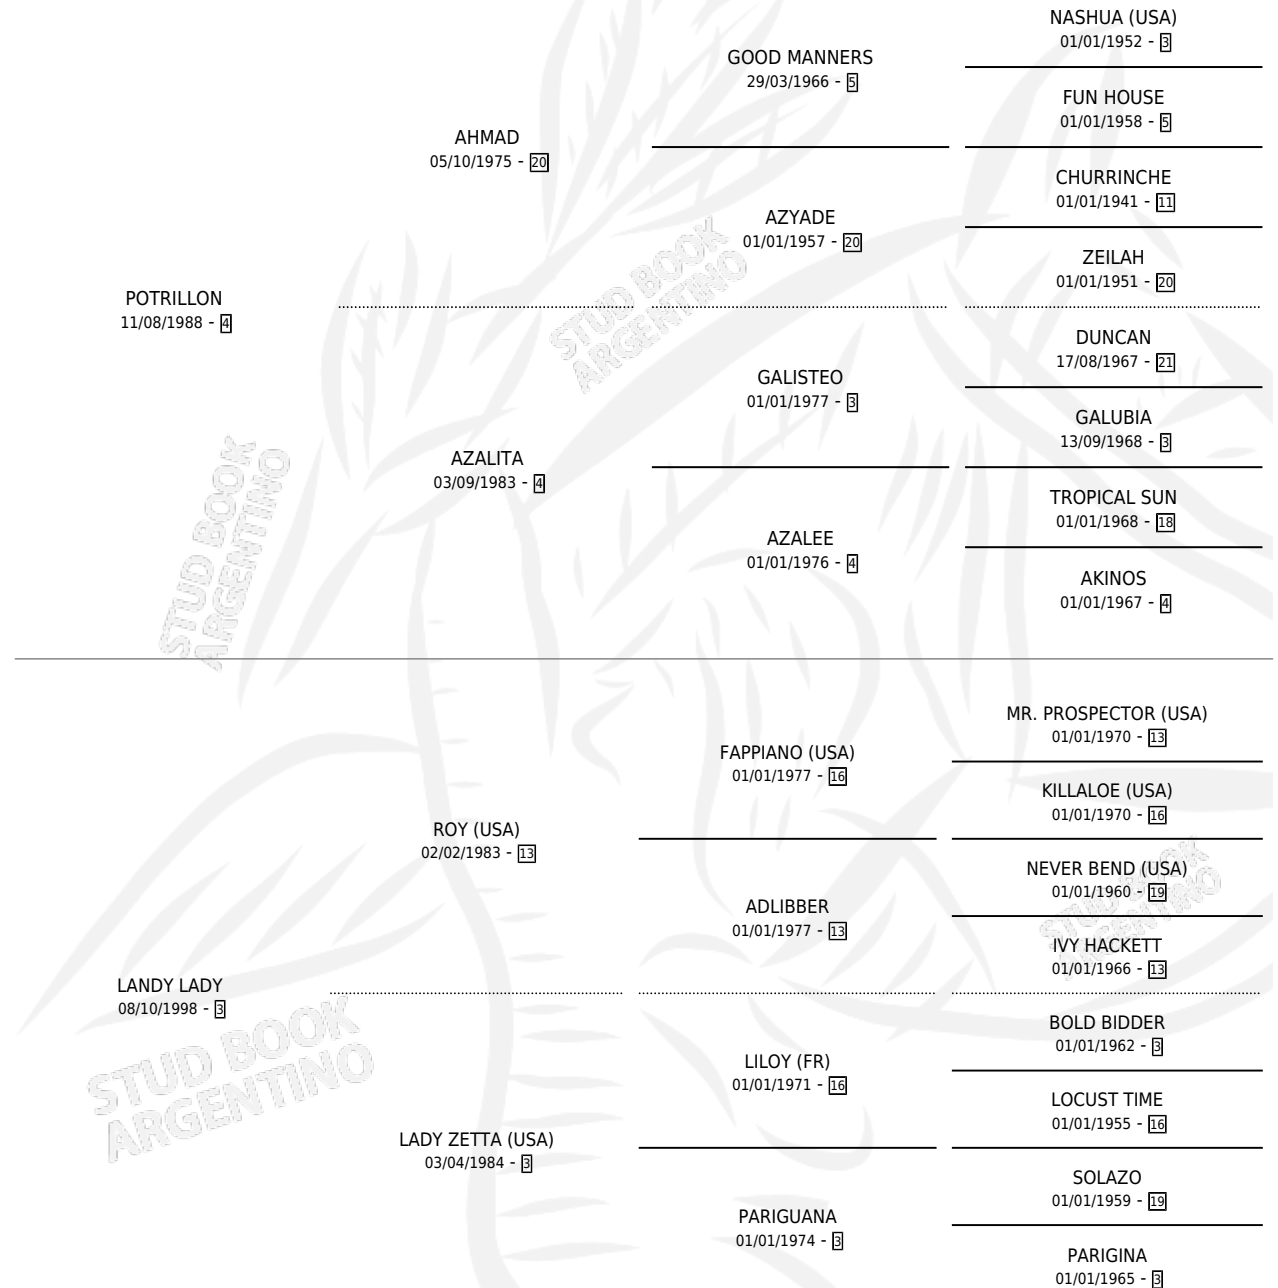 NASHUA (USA)
01/01/1952 - 3
GOOD MANNERS
29/03/1966 - 5
FUN HOUSE
01/01/1958 - 5
AHMAD
05/10/1975 - 20
CHURRINCHE
01/01/1941 - 11
AZYADE
01/01/1957 - 20
ZEILAH
01/01/1951 - 20
POTRILLON
11/08/1988 - 4
DUNCAN
17/08/1967 - 21
GALISTEO
01/01/1977 - 3
GALUBIA
13/09/1968 - 3
AZALITA
03/09/1983 - 4
TROPICAL SUN
01/01/1968 - 18
AZALEE
01/01/1976 - 4
AKINOS
01/01/1967 - 4
STUD BOOK
ARGENTINO
STUD BOOK
ARGENTINO
MR. PROSPECTOR (USA)
01/01/1970 - 13
FAPPIANO (USA)
01/01/1977 - 16
KILLALOE (USA)
01/01/1970 - 16
ROY (USA)
02/02/1983 - 13
NEVER BEND (USA)
01/01/1960 - 19
ADLIBBER
01/01/1977 - 13
IVY HACKETT
01/01/1966 - 13
LANDY LADY
08/10/1998 - 3
BOLD BIDDER
01/01/1962 - 3
LILOY (FR)
01/01/1971 - 16
LOCUST TIME
01/01/1955 - 16
LADY ZETTA (USA)
03/04/1984 - 3
SOLAZO
01/01/1959 - 19
PARIGUANA
01/01/1974 - 3
PARIGINA
01/01/1965 - 3
STUD BOOK
ARGENTINO
STUD BOOK
ARGENTINO